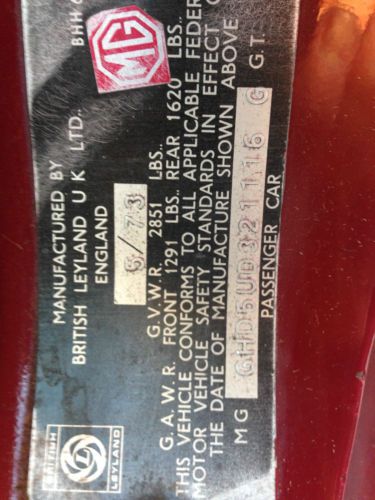 MG
BHH
MANUFACTURED BY
BRITISH LEYLAND U K LTD.
ENGLAND
6/73
G. V. W. R. 2851 LBS.
G. A. W. R. FRONT 1291 LBS. REAR 1620 LBS.
THIS VEHICLE CONFORMS TO ALL APPLICABLE FEDER
MOTOR VEHICLE SAFETY STANDARDS IN EFFECT
THE DATE OF MANUFACTURE SHOWN ABOVE
MG GHD5UD321116 G G. T.
PASSENGER CAR
BRITISH
LEYLAND